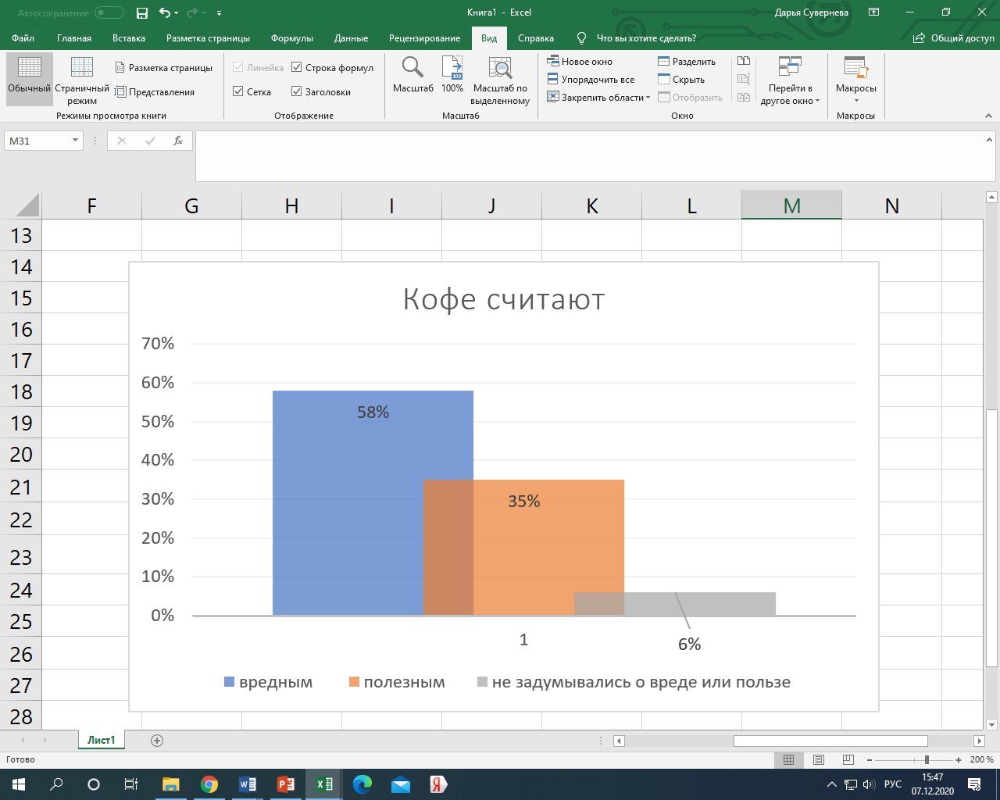 Автосохранение
Книга1 - Excel
Дарья Сувернева
Файл Главная Вставка Разметка страницы Формулы Данные Рецензирование Вид Справка Что вы хотите сделать? Общий доступ
Обычный
Страничный режим
Разметка страницы
Представления
Режимы просмотра книги
Линейка
Строка формул
Сетка
Заголовки
Отображение
Масштаб
100%
Масштаб по выделенному
Масштаб
Новое окно
Упорядочить все
Закрепить области
Разделить
Скрыть
Отобразить
Перейти в другое окно
Окно
Макросы
Макросы
M31
fx
F G H I J K L M N
13
14
15
16
17
18
19
20
21
22
23
24
25
26
27
28
Кофе считают
70%
60%
50%
40%
30%
20%
10%
0%
58%
35%
6%
1
вредным полезным не задумывались о вреде или пользе
Лист1
Готово
200 %
РУС
15:47
07.12.2020